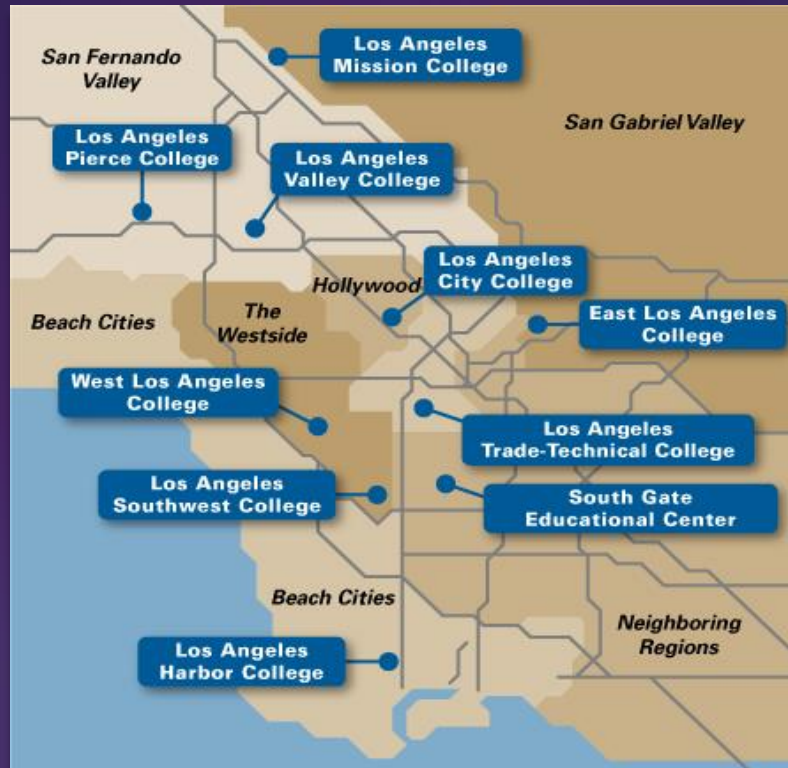 San Fernando
Valley
Los Angeles
Mission College
San Gabriel Valley
Los Angeles
Pierce College
Los Angeles
Valley College
Los Angeles
City College
Hollywood
Beach Cities
The
Westside
East Los Angeles
College
West Los Angeles
College
Los Angeles
Trade-Technical College
Los Angeles
Southwest College
South Gate
Educational Center
Beach Cities
Neighboring
Regions
Los Angeles
Harbor College